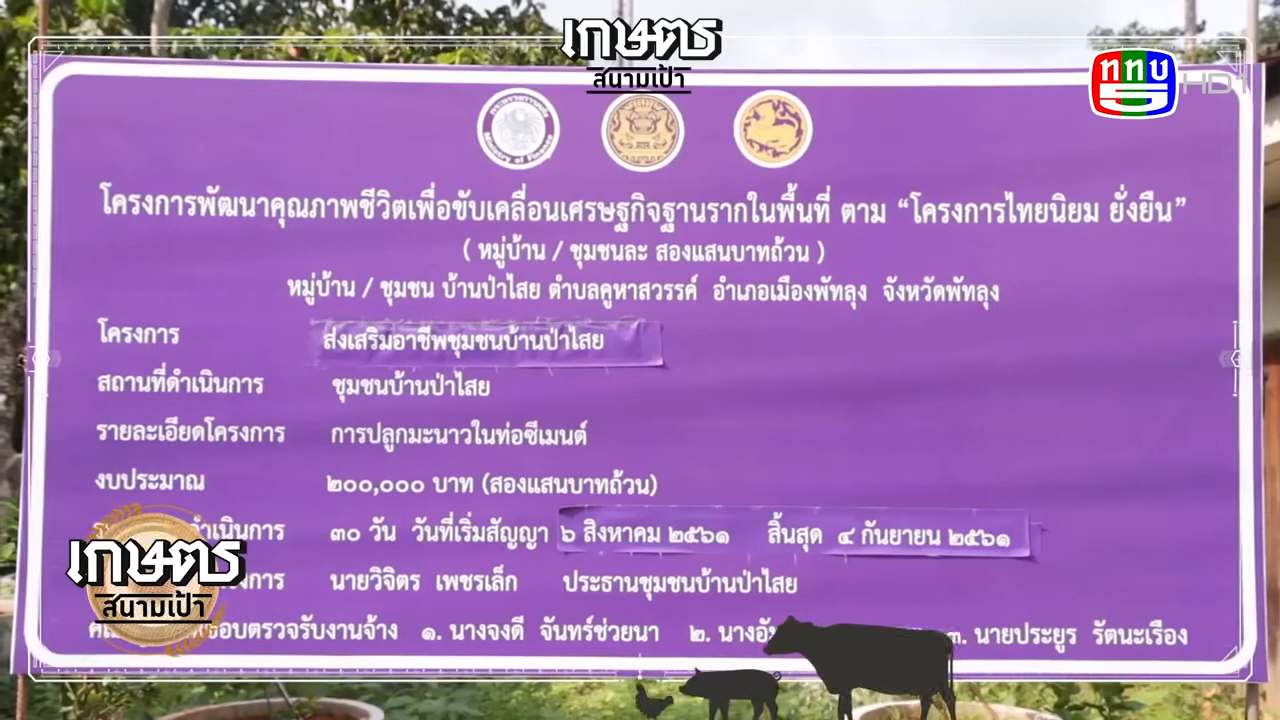 เกษตร
สนามเป้า
ททบ
5 HD1
กระทรวงการคลัง
Ministry of Finance
โครงการพัฒนาคุณภาพชีวิตเพื่อขับเคลื่อนเศรษฐกิจฐานรากในพื้นที่ ตาม “โครงการไทยนิยม ยั่งยืน”
( หมู่บ้าน / ชุมชนละ สองแสนบาทถ้วน )
หมู่บ้าน / ชุมชน บ้านป่าไสย ตำบลคูหาสวรรค์ อำเภอเมืองพัทลุง จังหวัดพัทลุง
โครงการ ส่งเสริมอาชีพชุมชนบ้านป่าไสย
สถานที่ดำเนินการ ชุมชนบ้านป่าไสย
รายละเอียดโครงการ การปลูกมะนาวในท่อซีเมนต์
งบประมาณ ๒๐๐,๐๐๐ บาท (สองแสนบาทถ้วน)
ดำเนินการ ๓๐ วัน วันที่เริ่มสัญญา ๖ สิงหาคม ๒๕๖๑ สิ้นสุด ๔ กันยายน ๒๕๖๑
นายวิจิตร เพชรเล็ก ประธานชุมชนบ้านป่าไสย
ตรวจรับงานจ้าง ๑. นางจงดี จันทร์ช่วยนา ๒. ๓. นายประยูร รัตนะเรือง
เกษตร
สนามเป้า